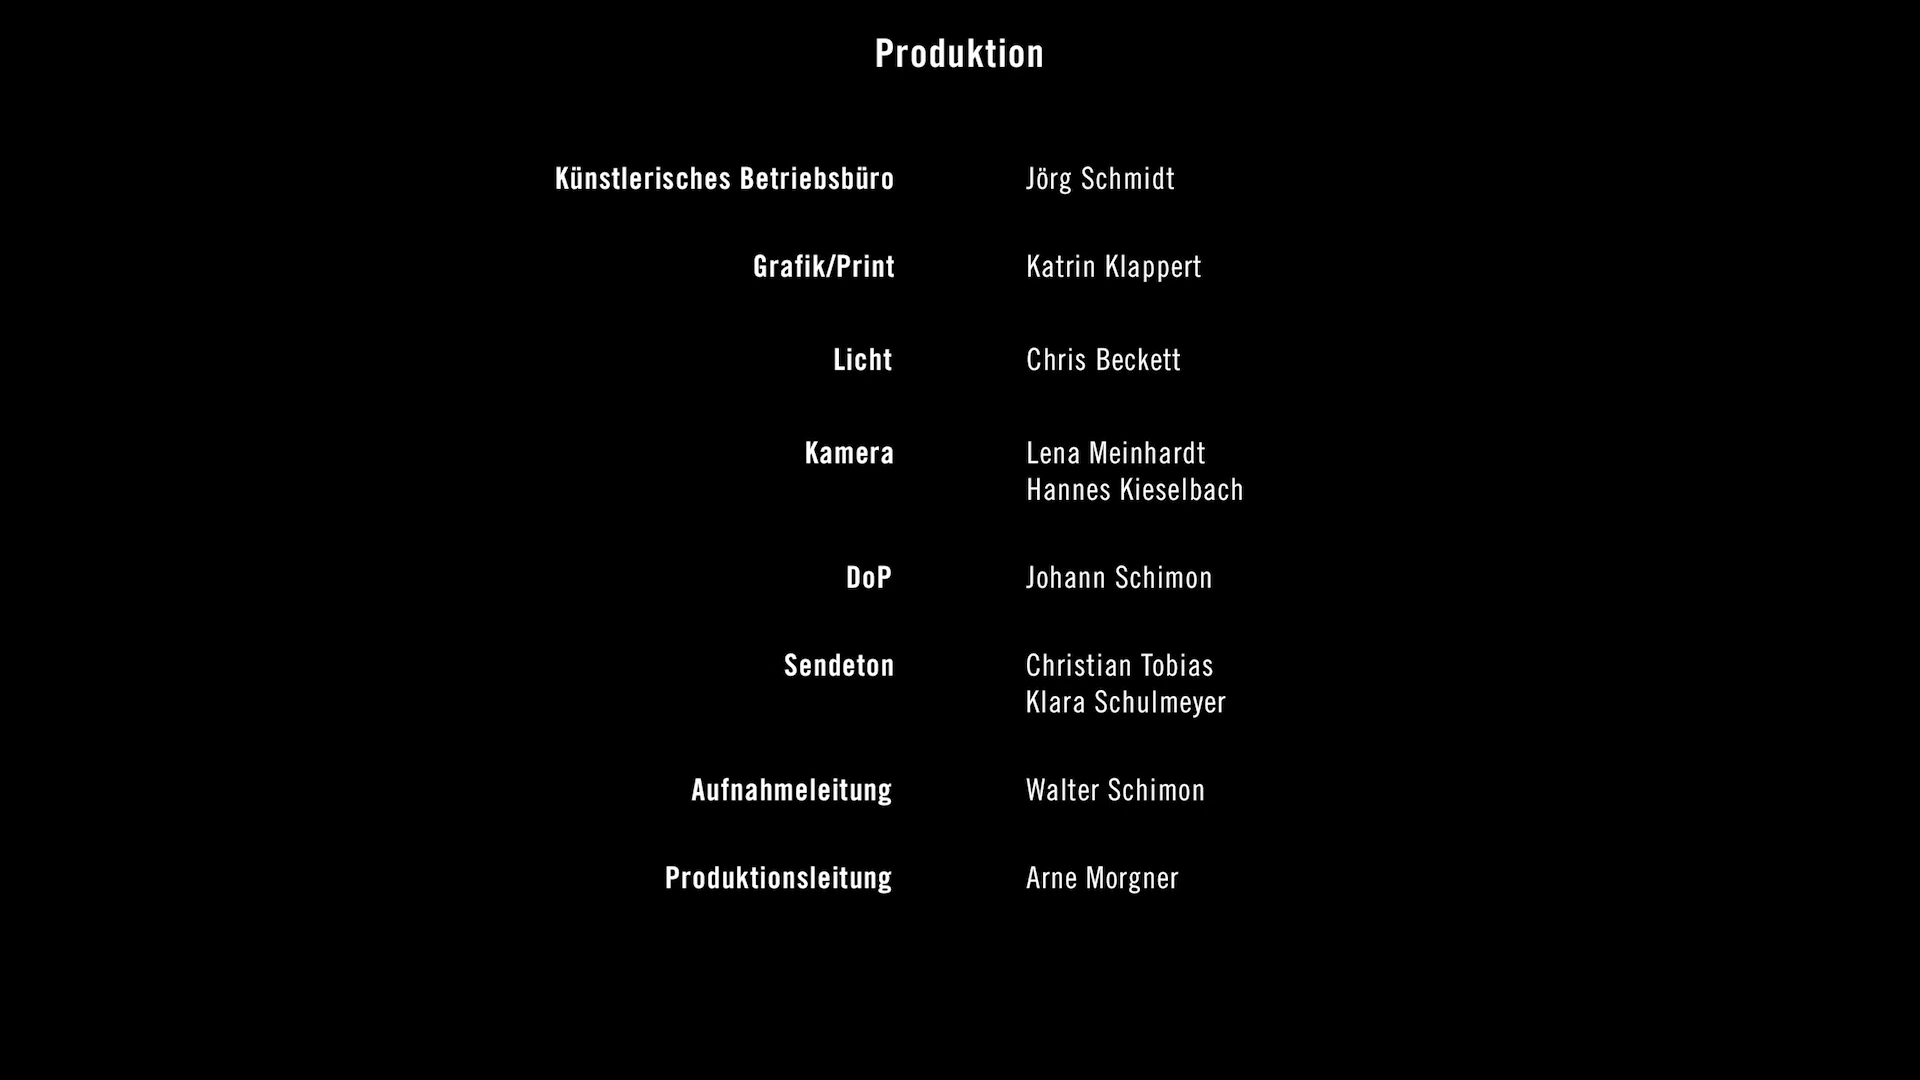 Produktion
Künstlerisches Betriebsbüro Jörg Schmidt
Grafik/Print Katrin Klappert
Licht Chris Beckett
Kamera Lena Meinhardt
Hannes Kieselbach
DoP Johann Schimon
Sendeton Christian Tobias
Klara Schulmeyer
Aufnahmeleitung Walter Schimon
Produktionsleitung Arne Morgner